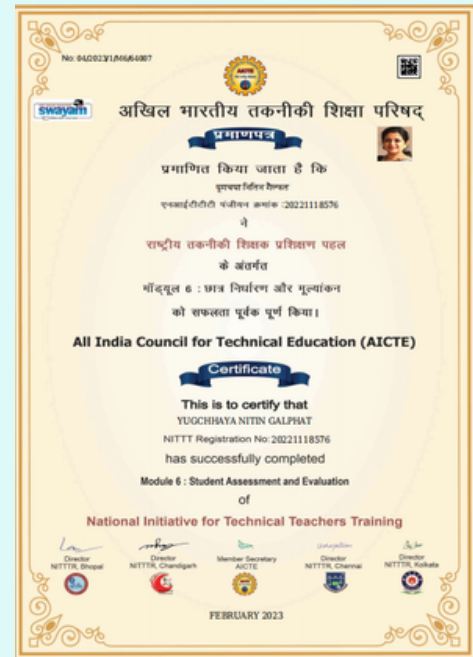 No: 04/2023/1/M6/64007
AICTE
swayam
अखिल भारतीय तकनीकी शिक्षा परिषद्
प्रमाणपत्र
प्रमाणित किया जाता है कि
एनआईटीटीटी पंजीयन क्रमांक :20221118576
ने
राष्ट्रीय तकनीकी शिक्षक प्रशिक्षण पहल
के अंतर्गत
मॉड्यूल 6 : छात्र निर्धारण और मूल्यांकन
को सफलता पूर्वक पूर्ण किया।
All India Council for Technical Education (AICTE)
Certificate
This is to certify that
YUGCHHAYA NITIN GALPHAT
NITTT Registration No: 20221118576
has successfully completed
Module 6 : Student Assessment and Evaluation
of
National Initiative for Technical Teachers Training
Director Director Member Secretary Director Director
NITTTR, Bhopal NITTTR, Chandigarh AICTE NITTTR, Chennai NITTTR, Kolkata
FEBRUARY 2023